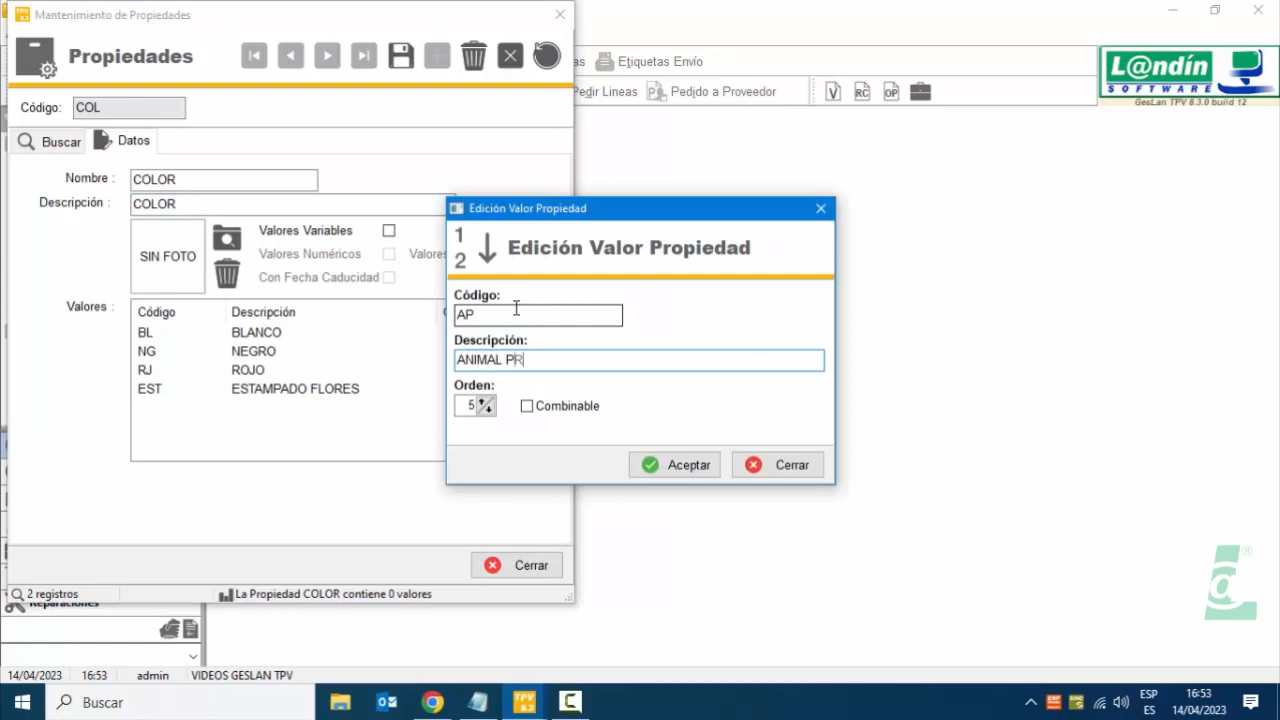 Mantenimiento de Propiedades
Propiedades
Etiquetas Envío
Pedir Lineas
Pedido a Proveedor
V
RC
OP
L@ndín
SOFTWARE
GesLan TPV 8.3.0 build 12
Código: COL
Buscar
Datos
Nombre : COLOR
Descripción : COLOR
SIN FOTO
Valores Variables
Valores Numéricos
Valores
Con Fecha Caducidad
Valores :
Código Descripción
BL BLANCO
NG NEGRO
RJ ROJO
EST ESTAMPADO FLORES
Edición Valor Propiedad
1
2
Edición Valor Propiedad
Código:
AP
Descripción:
ANIMAL PR
Orden:
5
Combinable
Aceptar
Cerrar
Cerrar
2 registros
La Propiedad COLOR contiene 0 valores
Reparaciones
14/04/2023 16:53 admin VIDEOS GESLAN TPV
Buscar
ESP
ES
16:53
14/04/2023